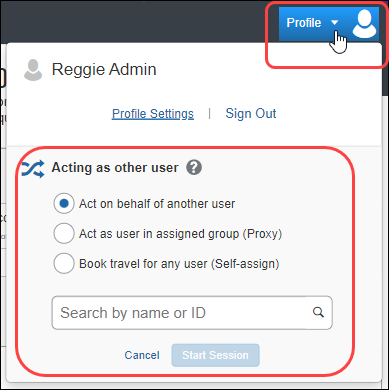 Profile
Reggie Admin
Profile Settings | Sign Out
Acting as other user ?
Act on behalf of another user
Act as user in assigned group (Proxy)
Book travel for any user (Self-assign)
Search by name or ID
Cancel Start Session